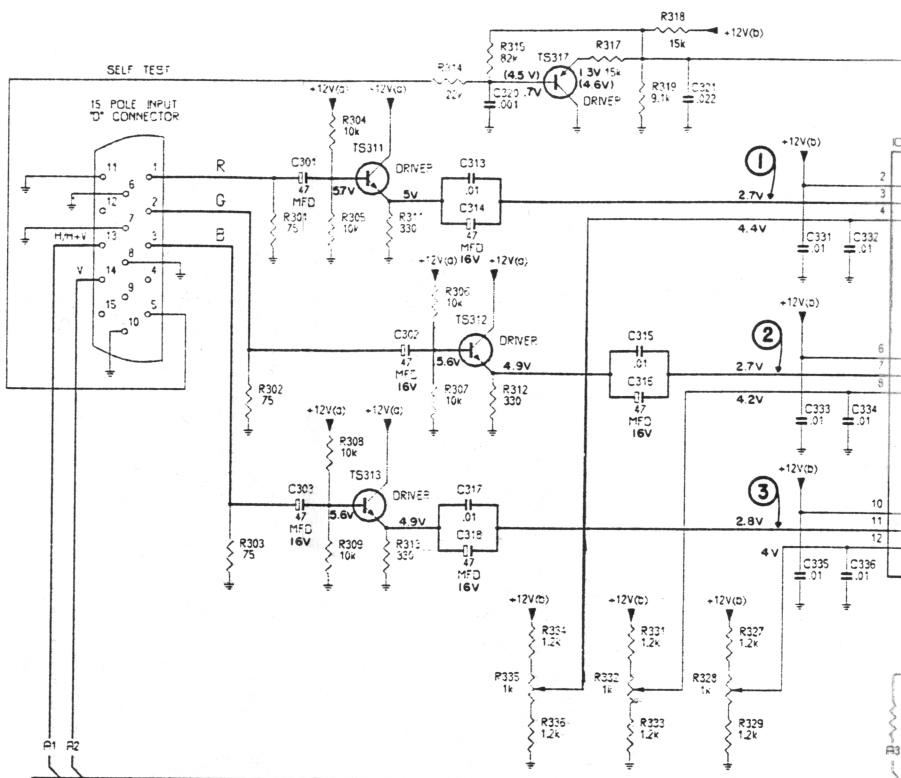 R318
+12V(b)
15k
R315
82k
TS317
R317
R314
22k
(4.5 V)
.7V
1.3V
15k
(4.6V)
DRIVER
C320
.001
R319
9.1k
C321
.022
SELF TEST
15 POLE INPUT
"D" CONNECTOR
+12V(a)
+12V(a)
R304
10k
TS311
DRIVER
C301
47
MFD
5.7V
5V
R301
75
R305
10k
R311
330
C313
.01
C314
47
MFD
16V
R
G
B
11
1
6
12
2
7
13
3
8
14
4
9
15
5
10
H/H+V
V
1
+12V(b)
2.7V
4.4V
C331
.01
C332
.01
IC
2
3
4
+12V(a)
+12V(a)
R306
10k
TS312
DRIVER
C302
47
MFD
16V
5.6V
4.9V
R302
75
R307
10k
R312
330
C315
.01
C316
47
MFD
16V
2
+12V(b)
2.7V
4.2V
C333
.01
C334
.01
6
7
8
+12V(a)
+12V(a)
R308
10k
TS313
DRIVER
C303
47
MFD
16V
5.6V
4.9V
R303
75
R309
10k
R313
330
C317
.01
C318
47
MFD
16V
3
+12V(b)
2.8V
4V
C335
.01
C336
.01
10
11
12
+12V(b)
+12V(b)
+12V(b)
R334
1.2k
R331
1.2k
R327
1.2k
R335
1k
R332
1k
R328
1k
R336
1.2k
R333
1.2k
R329
1.2k
A1
A2
A3